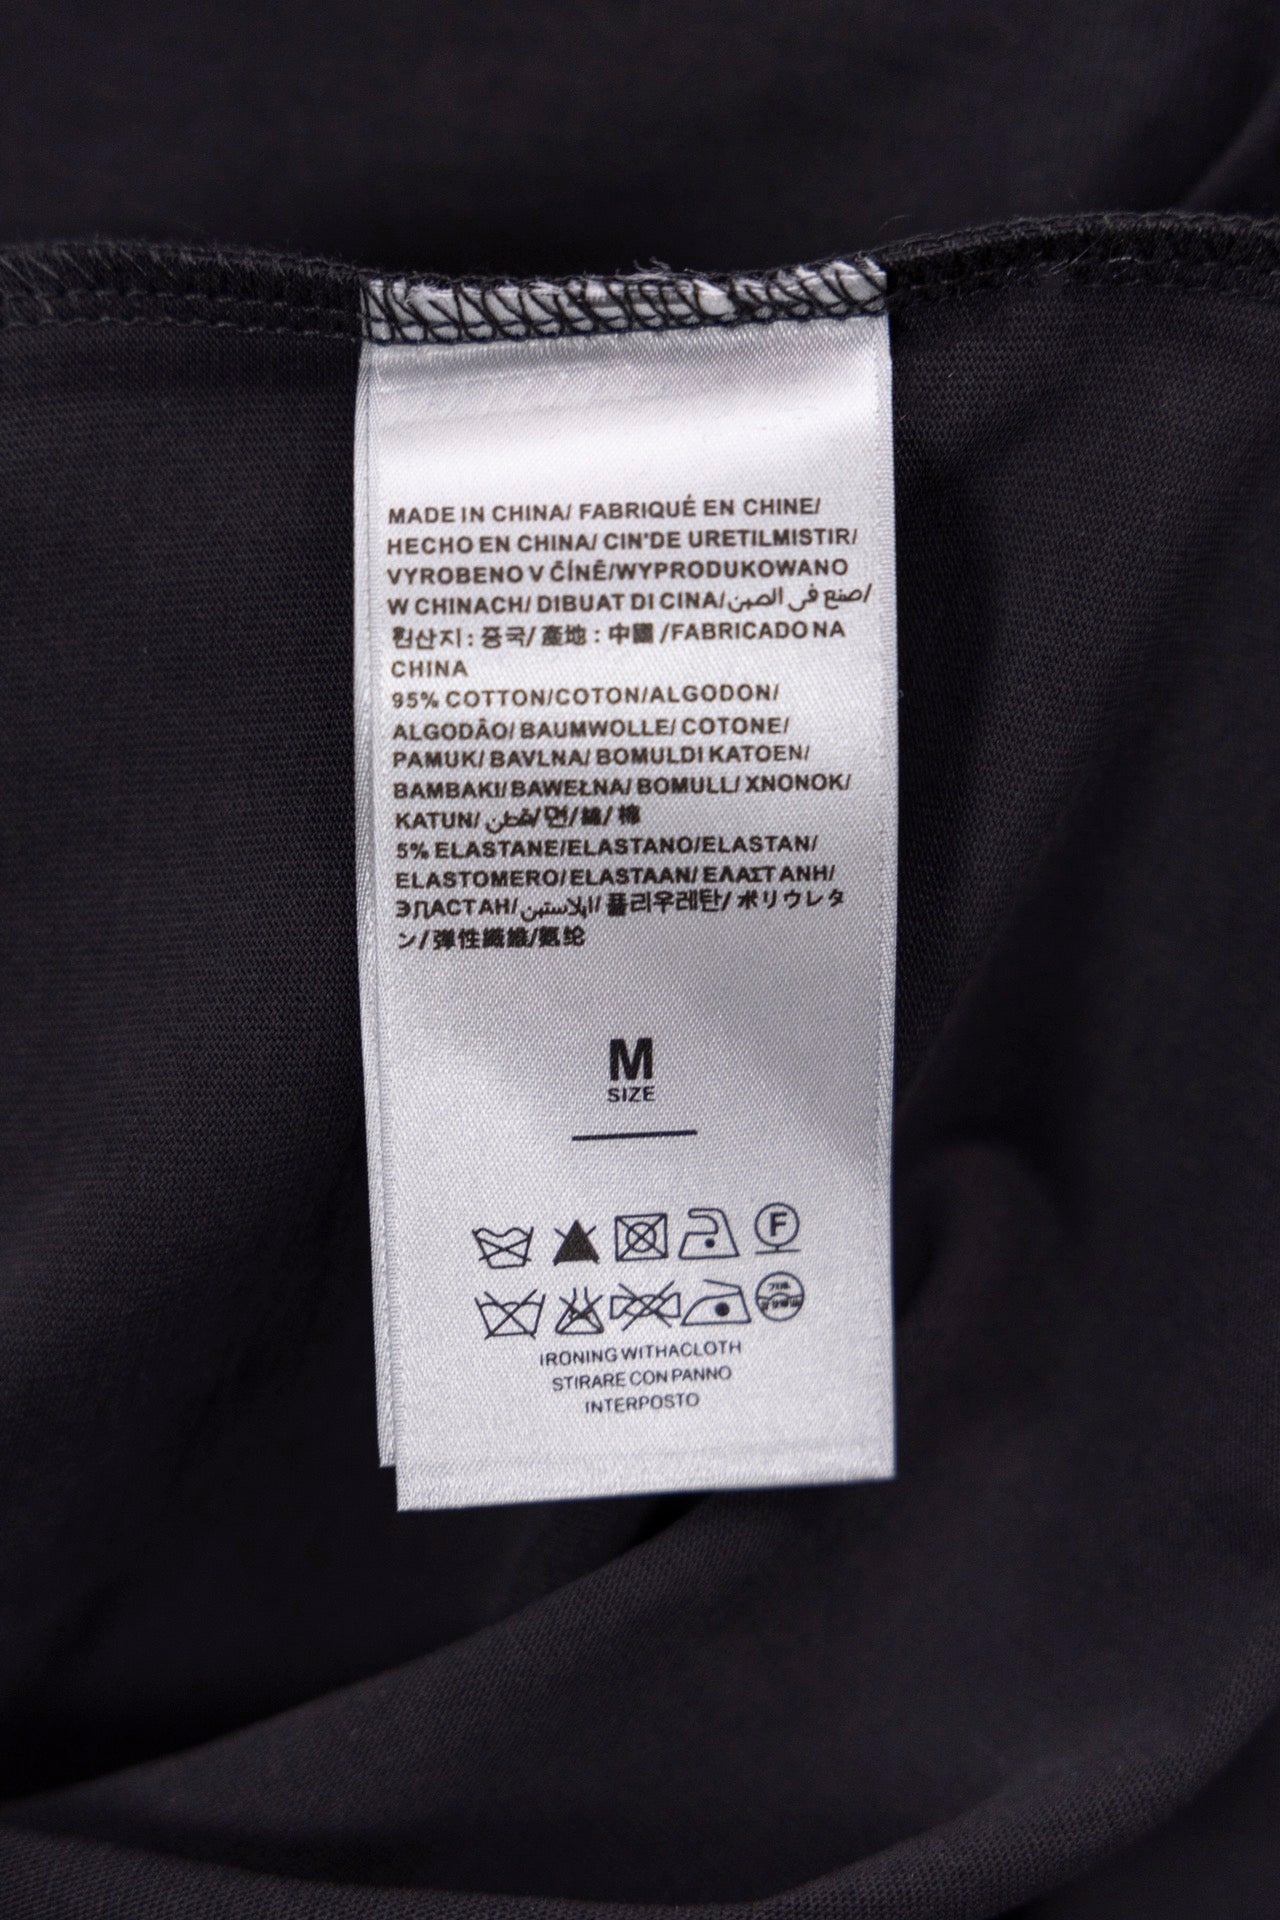 MADE IN CHINA/ FABRIQUÉ EN CHINE/
HECHO EN CHINA/ CIN'DE URETILMISTIR/
VYROBENO V ČÍNĚ/WYPRODUKOWANO
W CHINACH/ DIBUAT DI CINA/صنع في الصين/
원산지 : 중국/ 產地 : 中國 /FABRICADO NA
CHINA
95% COTTON/COTON/ALGODON/
ALGODÃO/ BAUMWOLLE/ COTONE/
PAMUK/ BAVLNA/ BOMULDI KATOEN/
BAMBAKI/ BAWEŁNA/ BOMULL/ XNONOK/
KATUN/ قطن/ 면/ 綿/ 棉
5% ELASTANE/ELASTANO/ELASTAN/
ELASTOMERO/ ELASTAAN/ ΕΛΑΣΤΑΝΗ/
ЭЛАСТАН/ايلاستين/ 폴리우레탄/ ポリウレタ
ン/ 弹性纖維/氨纶
M
SIZE
F
IRONING WITHACLOTH
STIRARE CON PANNO
INTERPOSTO